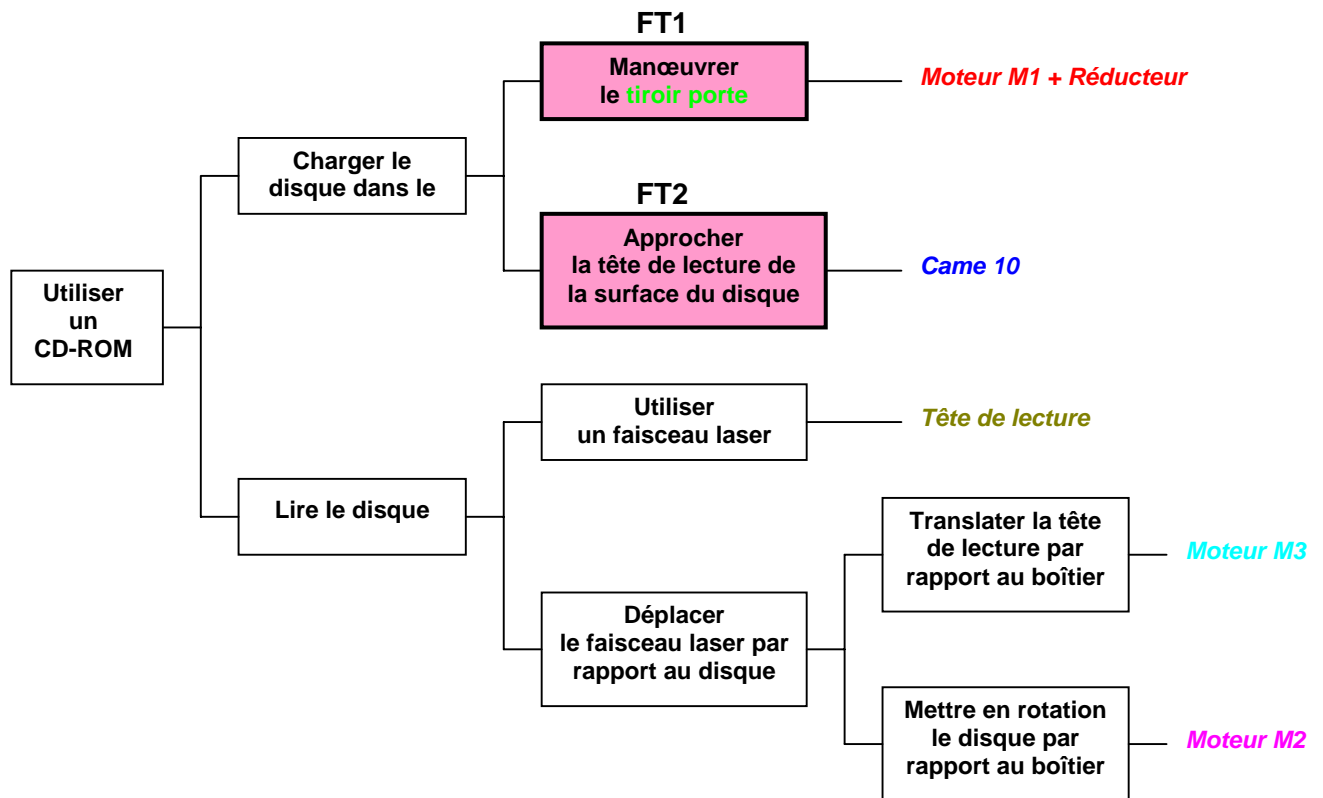 FT1
Manœuvrer
le tiroir porte
Moteur M1 + Réducteur
Charger le
disque dans le
FT2
Approcher
la tête de lecture de
la surface du disque
Came 10
Utiliser
un
CD-ROM
Utiliser
un faisceau laser
Tête de lecture
Lire le disque
Translater la tête
de lecture par
rapport au boîtier
Moteur M3
Déplacer
le faisceau laser par
rapport au disque
Mettre en rotation
le disque par
rapport au boîtier
Moteur M2